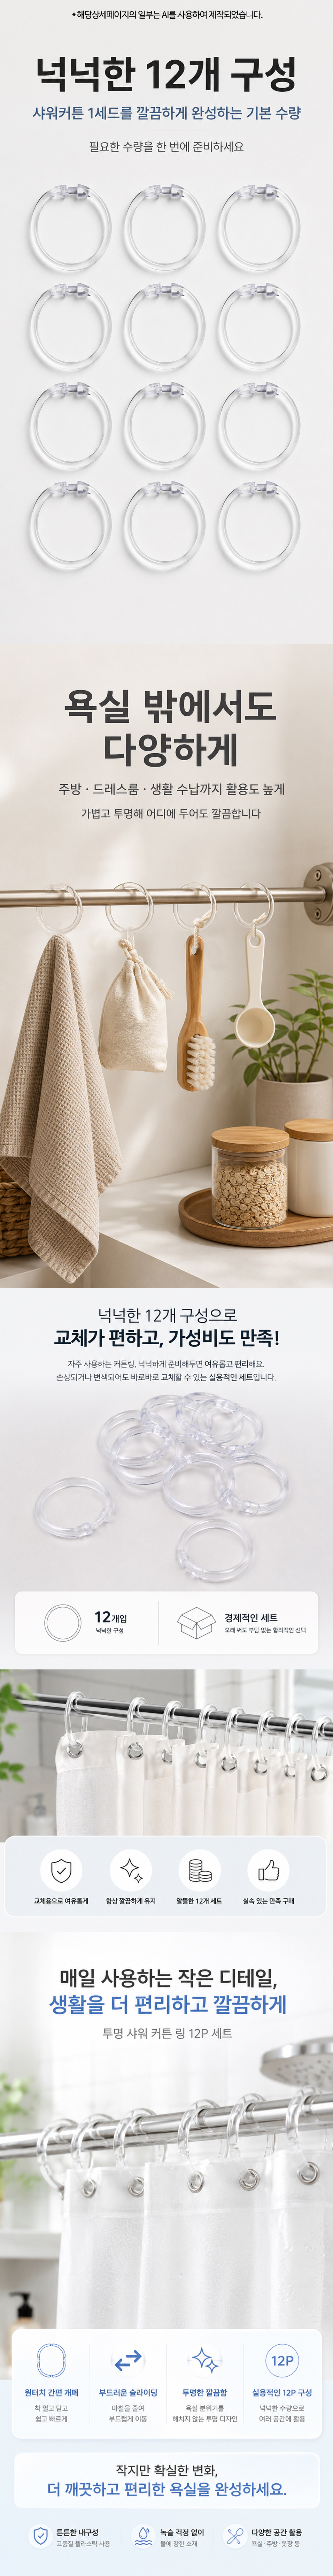 * 해당상세페이지의 일부는 AI를 사용하여 제작되었습니다.
넉넉한 12개 구성
샤워커튼 1세드를 깔끔하게 완성하는 기본 수량
필요한 수량을 한 번에 준비하세요
욕실 밖에서도
다양하게
주방 · 드레스룸 · 생활 수납까지 활용도 높게
가볍고 투명해 어디에 두어도 깔끔합니다
넉넉한 12개 구성으로
교체가 편하고, 가성비도 만족!
자주 사용하는 커튼링, 넉넉하게 준비해두면 여유롭고 편리해요.
손상되거나 변색되어도 바로바로 교체할 수 있는 실용적인 세트입니다.
12개입
넉넉한 구성
경제적인 세트
오래 써도 부담 없는 합리적인 선택
교체용으로 여유롭게
항상 깔끔하게 유지
알뜰한 12개 세트
실속 있는 만족 구매
매일 사용하는 작은 디테일,
생활을 더 편리하고 깔끔하게
투명 샤워 커튼 링 12P 세트
12P
원터치 간편 개폐
착 열고 닫고
쉽고 빠르게
부드러운 슬라이딩
마찰을 줄여
부드럽게 이동
투명한 깔끔함
욕실 분위기를
해치지 않는 투명 디자인
실용적인 12P 구성
넉넉한 수량으로
여러 공간에 활용
작지만 확실한 변화,
더 깨끗하고 편리한 욕실을 완성하세요.
튼튼한 내구성
고품질 플라스틱 사용
녹슬 걱정 없이
물에 강한 소재
다양한 공간 활용
욕실 · 주방 · 옷장 등